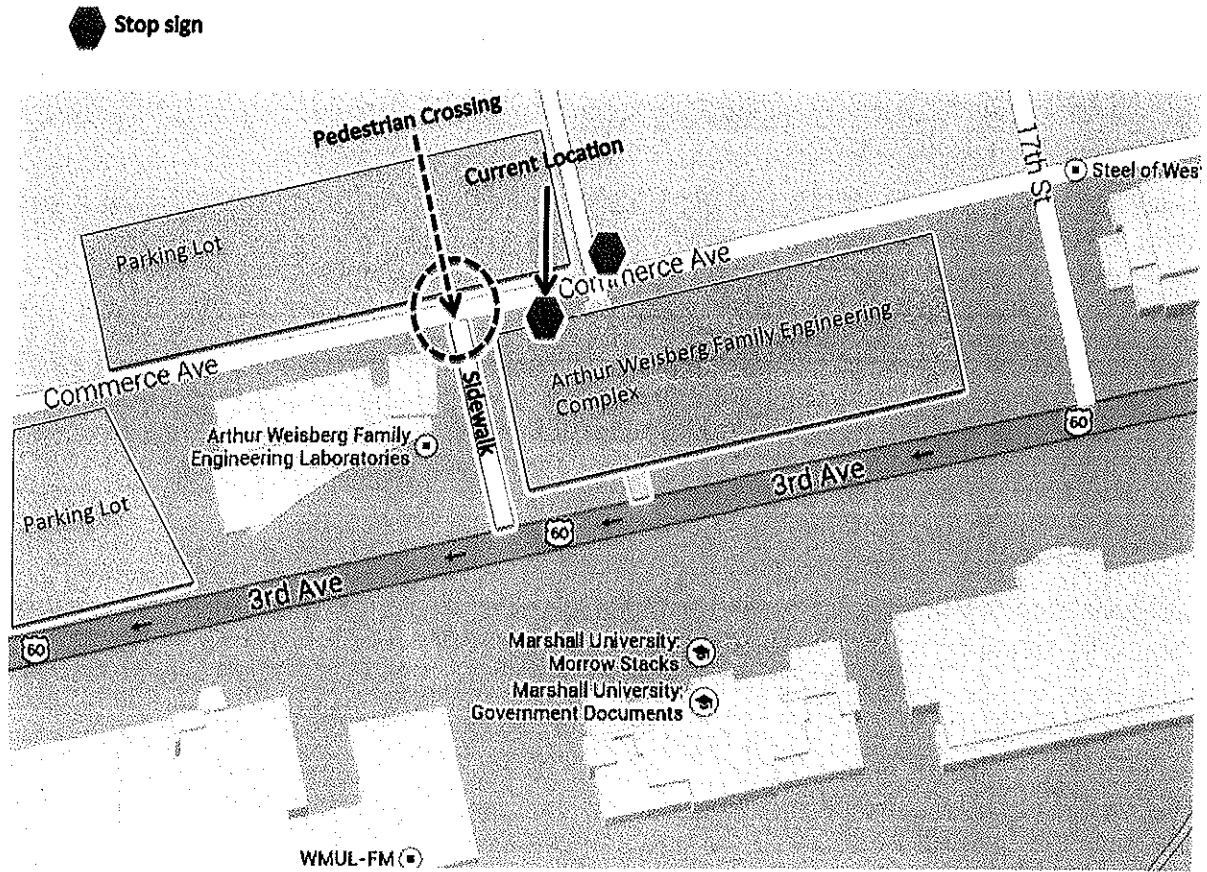 Stop sign
Pedestrian Crossing
Current Location
17th St
Steel of Wes
Parking Lot
Commerce Ave
Commerce Ave
Arthur Weisberg Family Engineering
Complex
Sidewalk
Arthur Weisberg Family
Engineering Laboratories
60
Parking Lot
3rd Ave
60
3rd Ave
60
Marshall University:
Morrow Stacks
Marshall University:
Government Documents
WMUL-FM